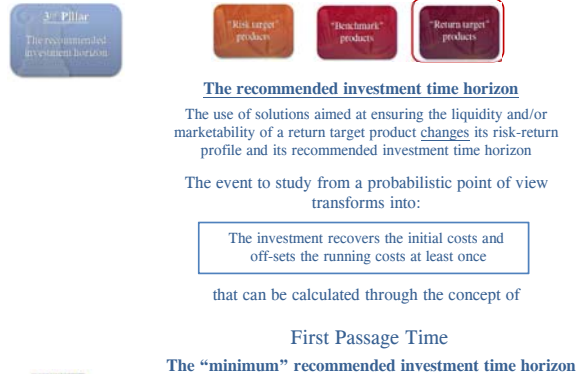 3rd Pillar
The recommended
investment horizon
"Risk target"
products
"Benchmark"
products
"Return target"
products
The recommended investment time horizon
The use of solutions aimed at ensuring the liquidity and/or
marketability of a return target product changes its risk-return
profile and its recommended investment time horizon
The event to study from a probabilistic point of view
transforms into:
The investment recovers the initial costs and
off-sets the running costs at least once
that can be calculated through the concept of
First Passage Time
The “minimum” recommended investment time horizon